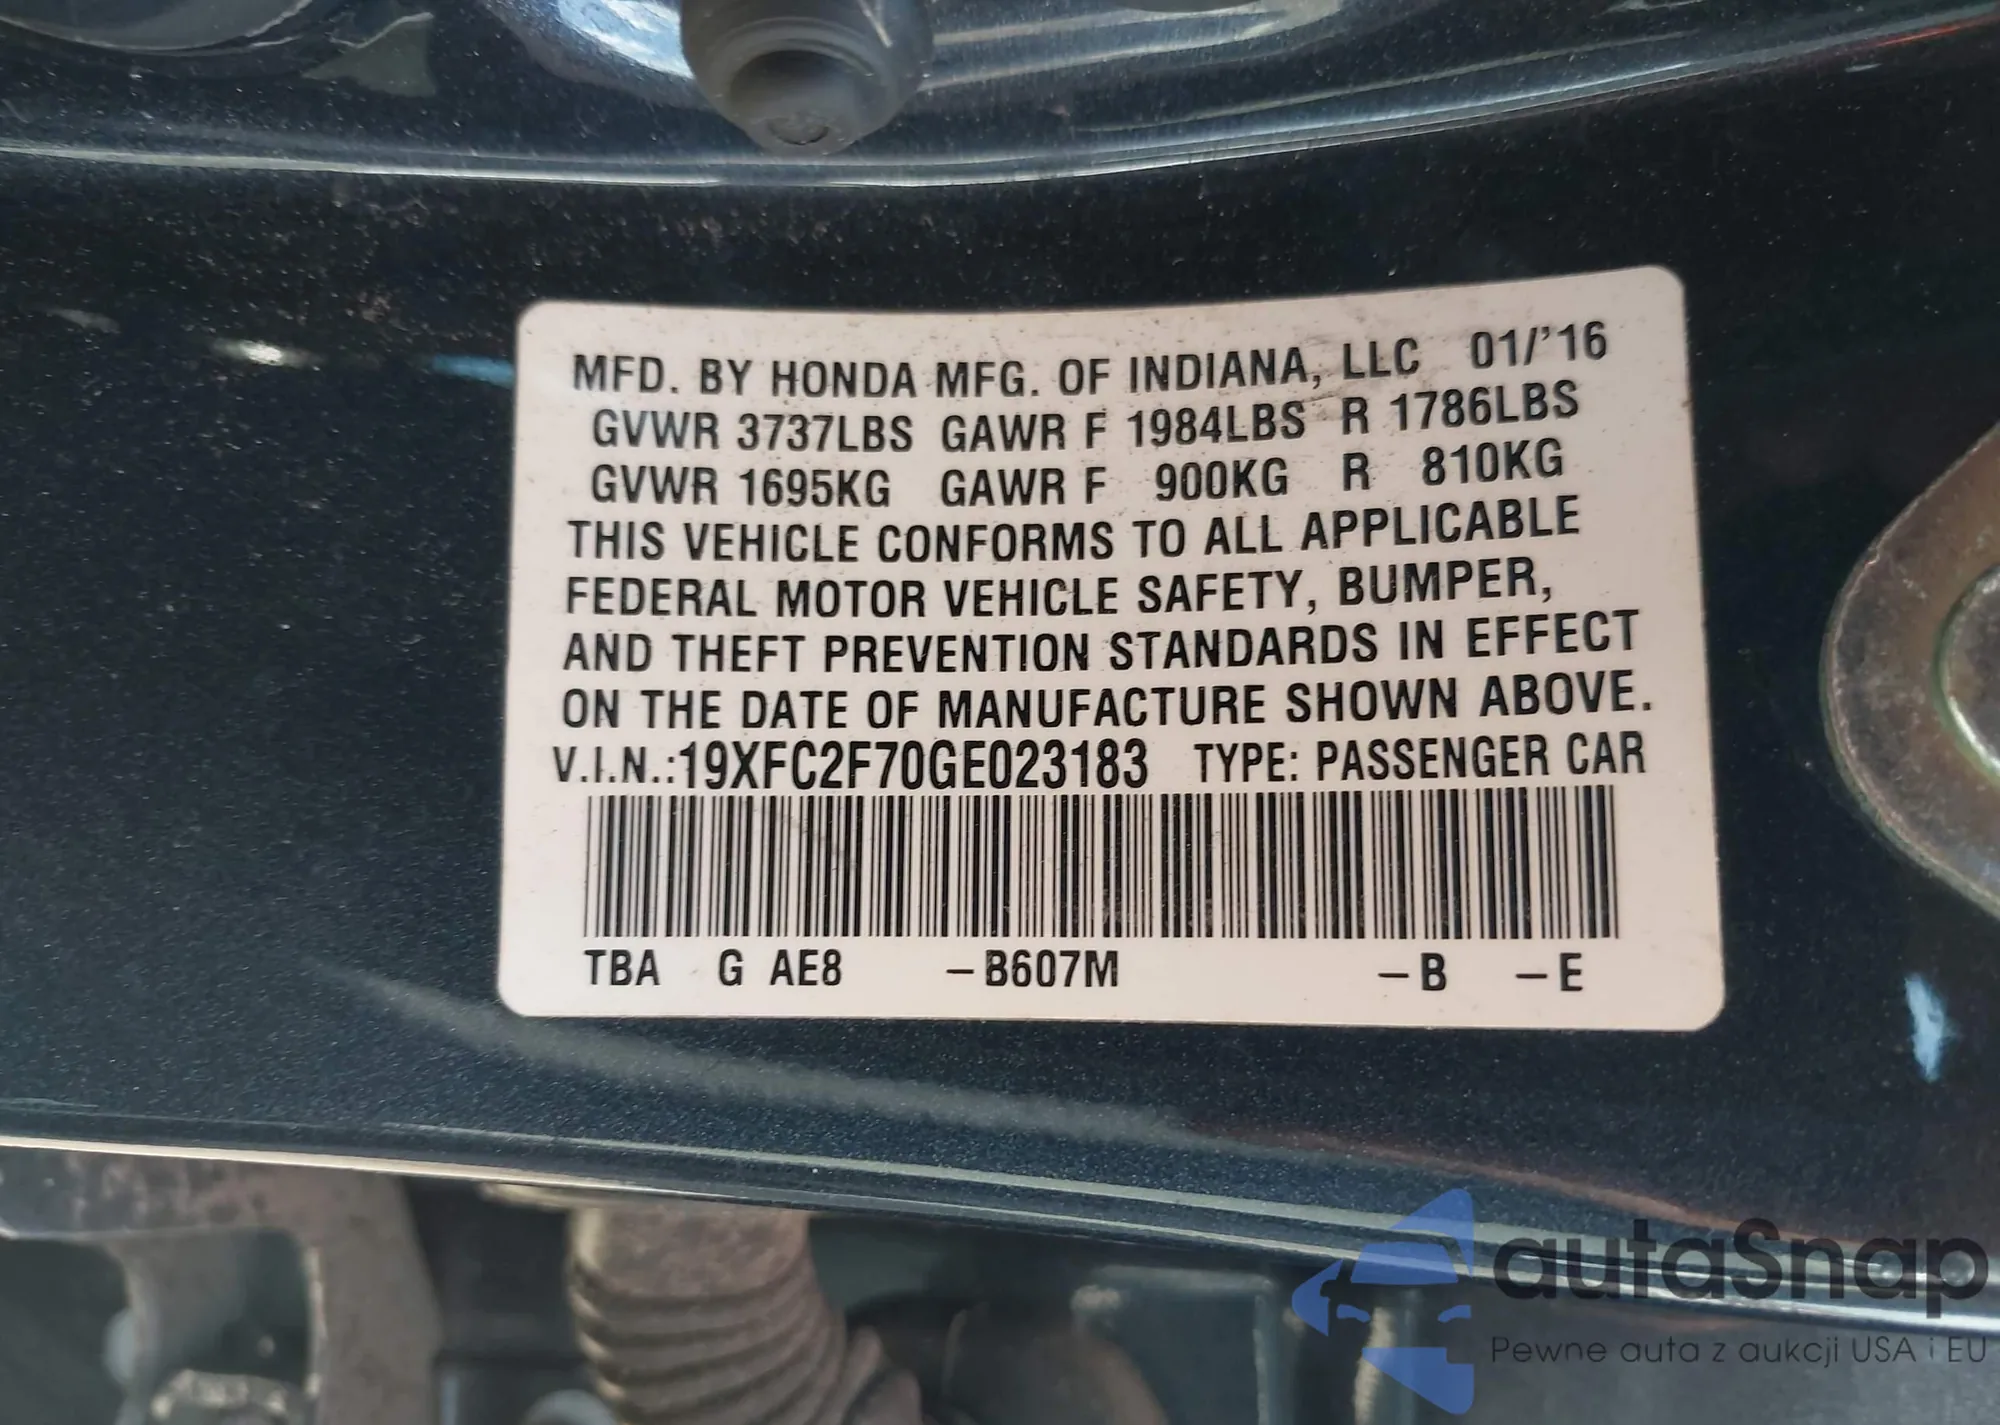 MFD. BY HONDA MFG. OF INDIANA, LLC 01/'16
GVWR 3737LBS GAWR F 1984LBS R 1786LBS
GVWR 1695KG GAWR F 900KG R 810KG
THIS VEHICLE CONFORMS TO ALL APPLICABLE
FEDERAL MOTOR VEHICLE SAFETY, BUMPER,
AND THEFT PREVENTION STANDARDS IN EFFECT
ON THE DATE OF MANUFACTURE SHOWN ABOVE.
V.I.N.:19XFC2F70GE023183 TYPE: PASSENGER CAR
TBA G AE8 –B607M –B –E
autaSnap
Pewne auta z aukcji USA i EU